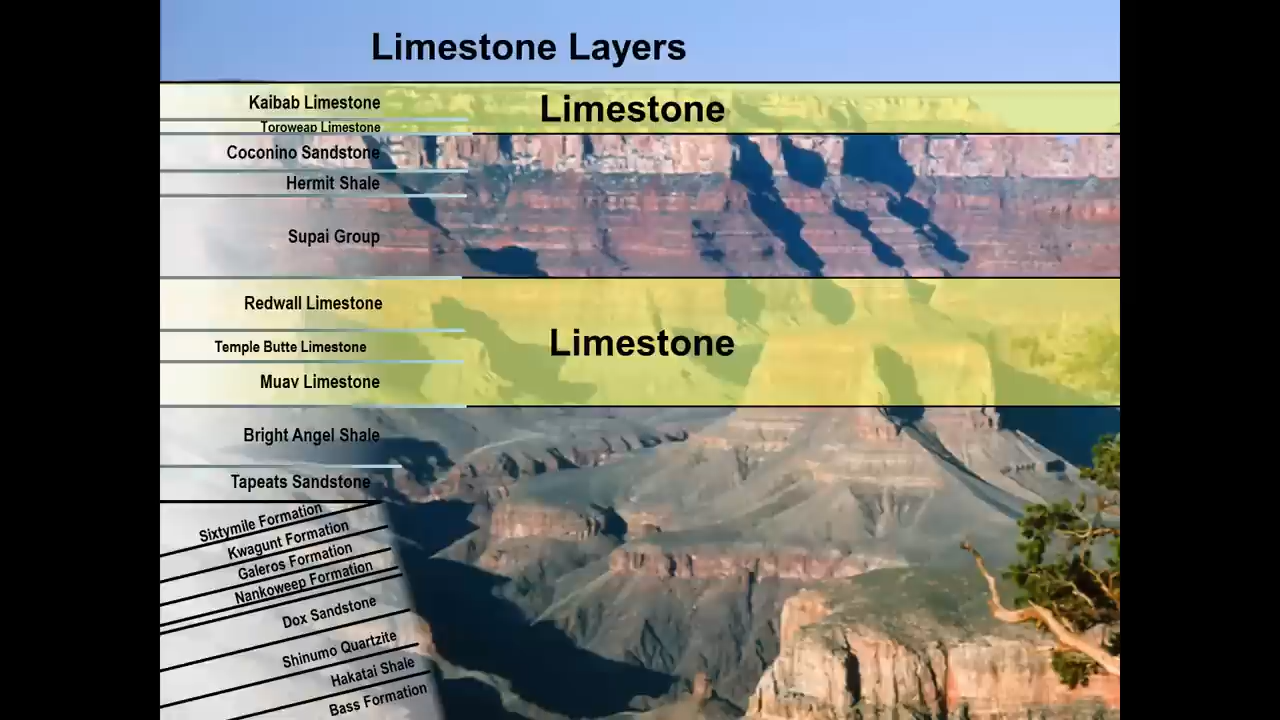 Limestone Layers
Kaibab Limestone
Limestone
Toroweap Limestone
Coconino Sandstone
Hermit Shale
Supai Group
Redwall Limestone
Limestone
Temple Butte Limestone
Muav Limestone
Bright Angel Shale
Tapeats Sandstone
Sixtymile Formation
Kwagunt Formation
Galeros Formation
Nankoweep Formation
Dox Sandstone
Shinumo Quartzite
Hakatai Shale
Bass Formation